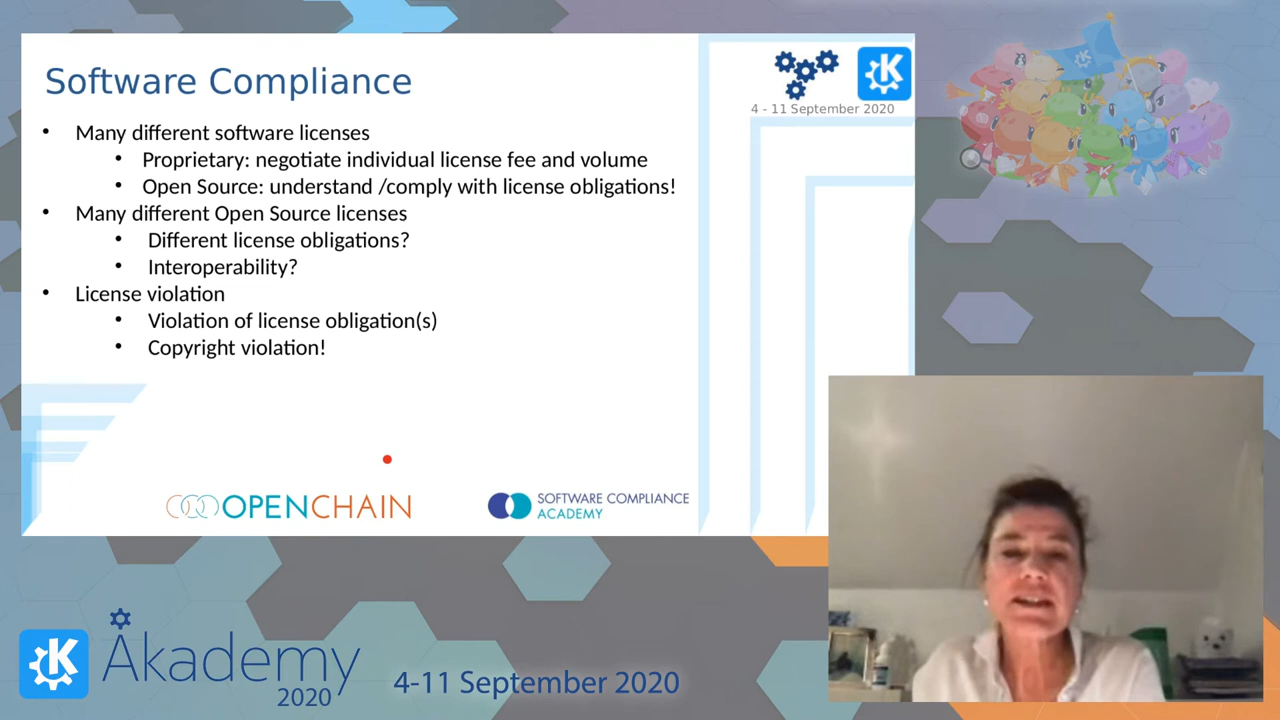 Software Compliance
4 - 11 September 2020
• Many different software licenses
• Proprietary: negotiate individual license fee and volume
• Open Source: understand /comply with license obligations!
• Many different Open Source licenses
• Different license obligations?
• Interoperability?
• License violation
• Violation of license obligation(s)
• Copyright violation!
OPENCHAIN
SOFTWARE COMPLIANCE
ACADEMY
Akademy
2020
4-11 September 2020